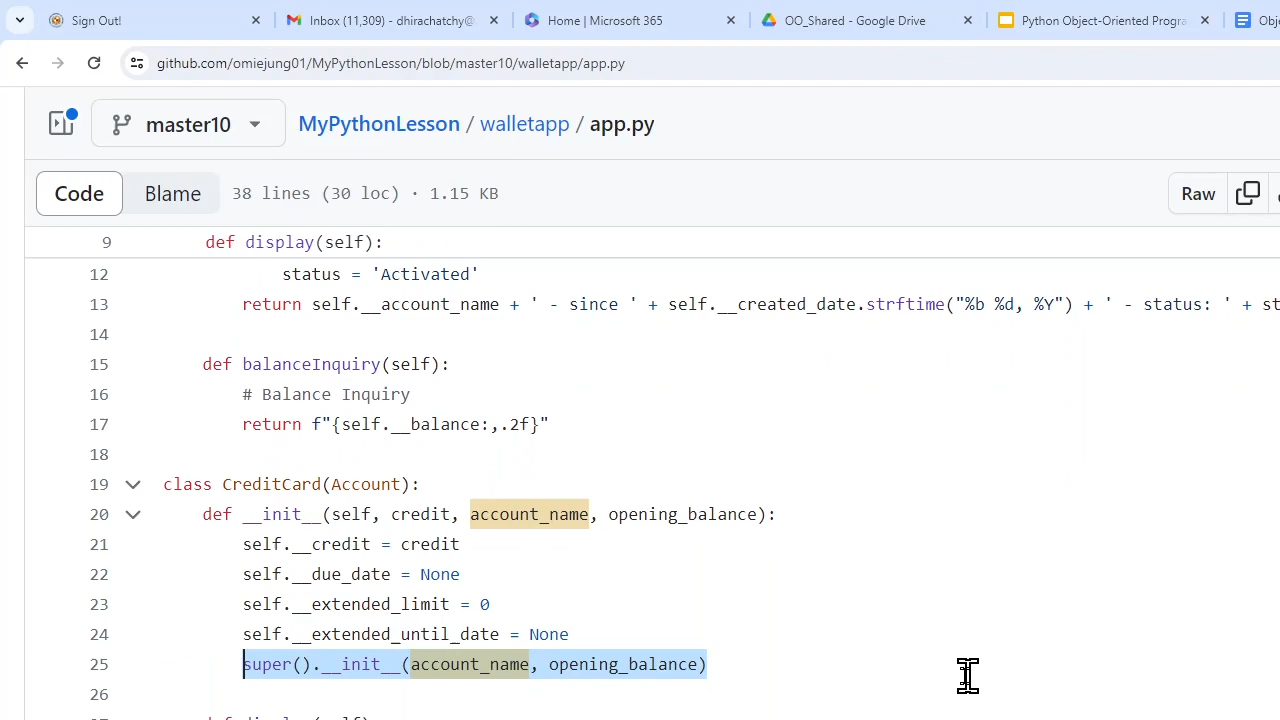 Sign Out!
Inbox (11,309) - dhirachatchy@
Home | Microsoft 365
OO_Shared - Google Drive
Python Object-Oriented Progra
github.com/omiejung01/MyPythonLesson/blob/master10/walletapp/app.py
master10
MyPythonLesson / walletapp / app.py
Code
Blame
38 lines (30 loc) · 1.15 KB
Raw
9 def display(self):
12 status = 'Activated'
13 return self.__account_name + ' - since ' + self.__created_date.strftime("%b %d, %Y") + ' - status: ' + st
14
15 def balanceInquiry(self):
16 # Balance Inquiry
17 return f"{self.__balance:,.2f}"
18
19 class CreditCard(Account):
20 def __init__(self, credit, account_name, opening_balance):
21 self.__credit = credit
22 self.__due_date = None
23 self.__extended_limit = 0
24 self.__extended_until_date = None
25 super().__init__(account_name, opening_balance)
26